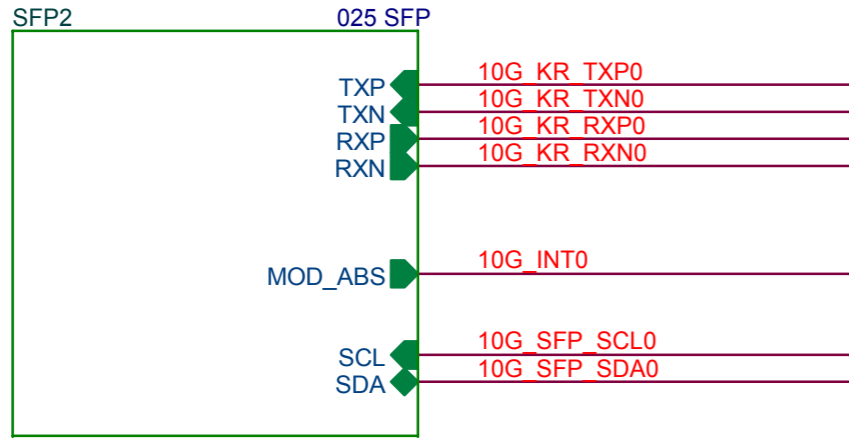 SFP2 025 SFP
TXP 10G_KR_TXP0
TXN 10G_KR_TXN0
RXP 10G_KR_RXP0
RXN 10G_KR_RXN0
MOD_ABS 10G_INT0
SCL 10G_SFP_SCL0
SDA 10G_SFP_SDA0